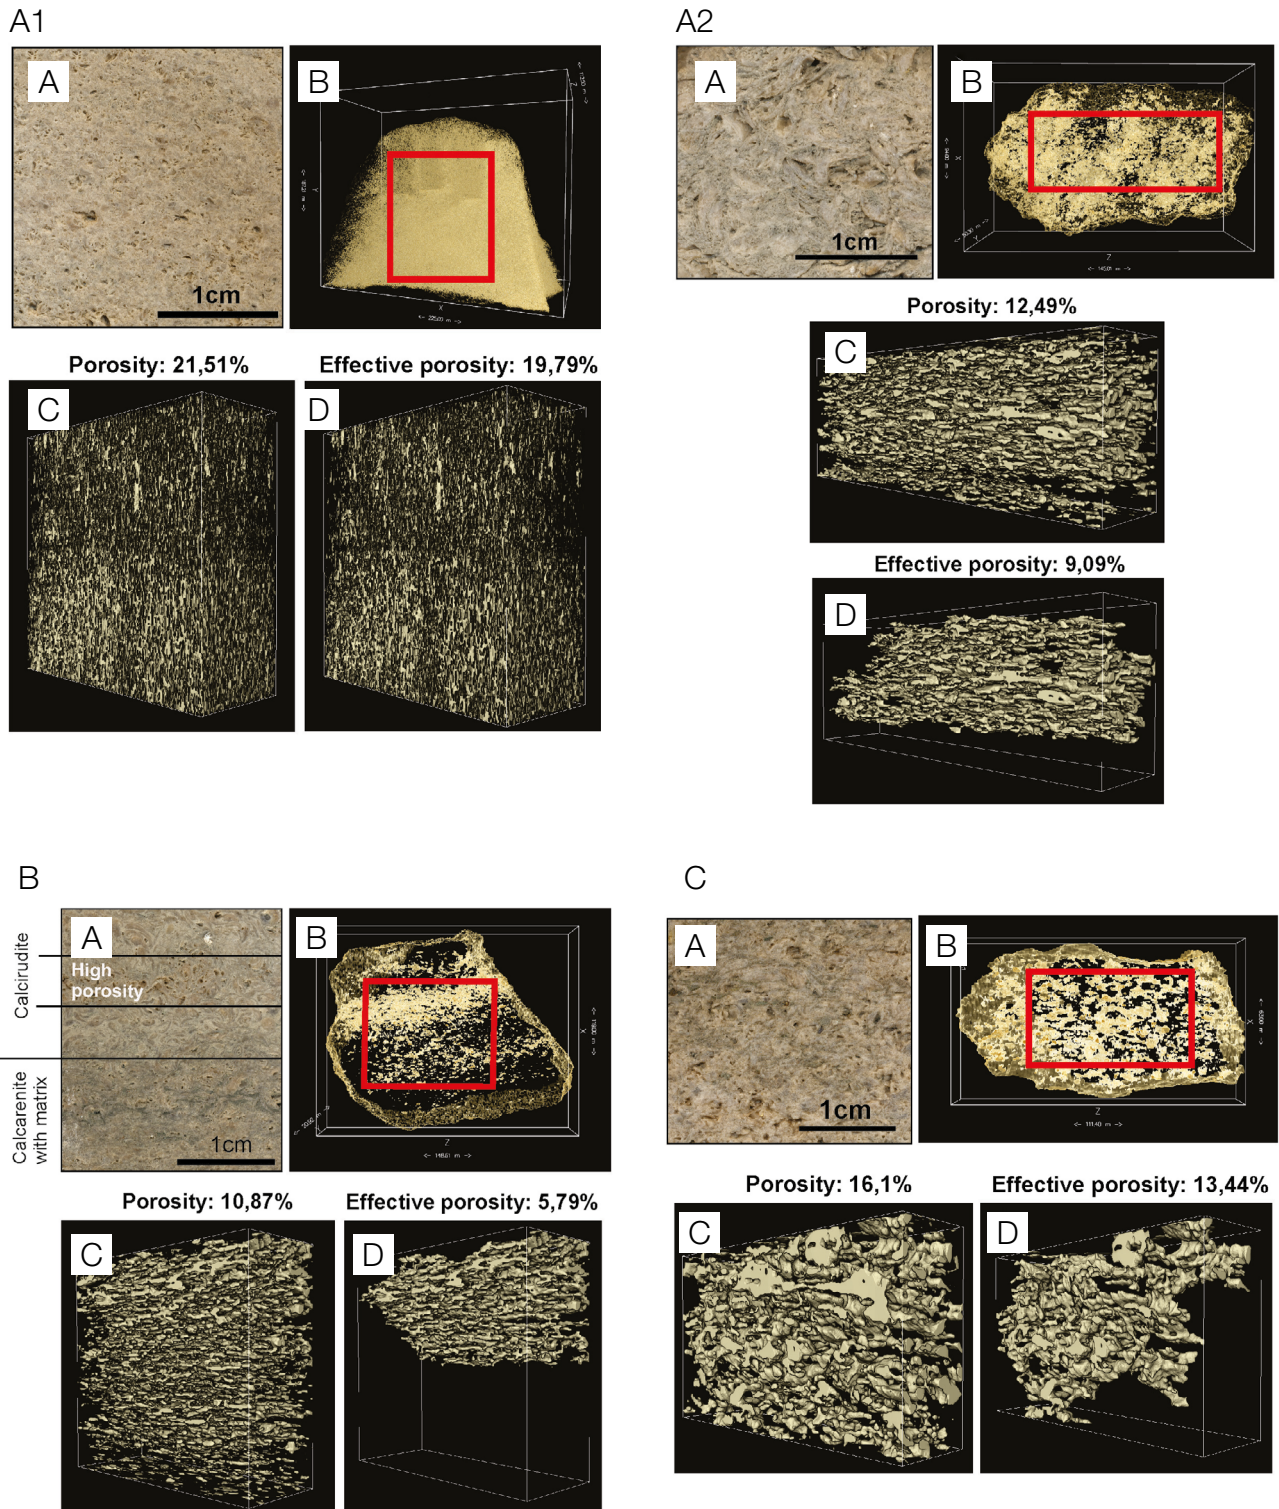 A1
A
1cm
B
Porosity: 21,51%
C
Effective porosity: 19,79%
D
A2
A
1cm
B
X
Z
Porosity: 12,49%
C
Effective porosity: 9,09%
D
B
Calcirudite
Calcarenite
with matrix
A
High
porosity
1cm
B
X
Z
Porosity: 10,87%
C
Effective porosity: 5,79%
D
C
A
1cm
B
X
Z
Porosity: 16,1%
C
Effective porosity: 13,44%
D